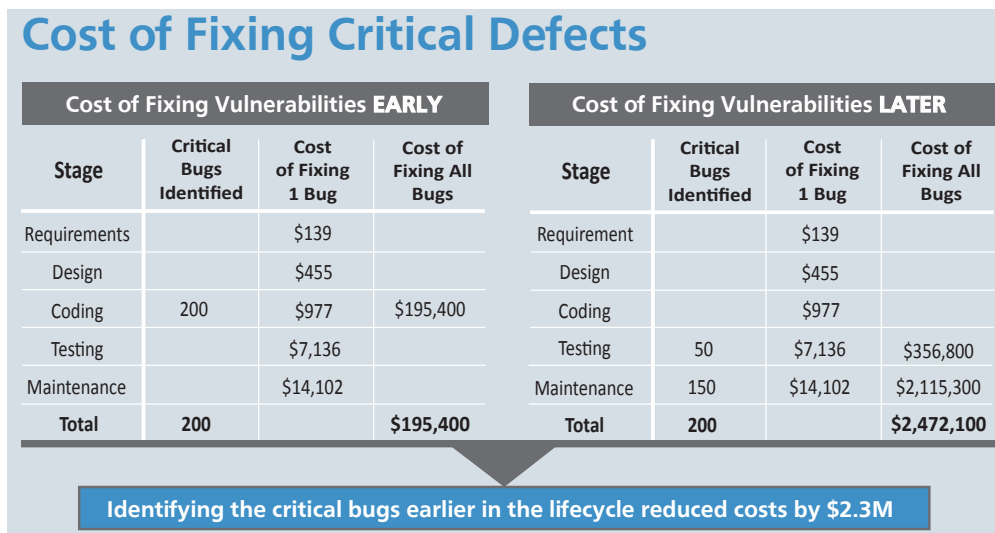 Cost of Fixing Critical Defects
Cost of Fixing Vulnerabilities EARLY
Stage Critical Bugs Identified Cost of Fixing 1 Bug Cost of Fixing All Bugs
Requirements $139
Design $455
Coding 200 $977 $195,400
Testing $7,136
Maintenance $14,102
Total 200 $195,400
Cost of Fixing Vulnerabilities LATER
Stage Critical Bugs Identified Cost of Fixing 1 Bug Cost of Fixing All Bugs
Requirement $139
Design $455
Coding $977
Testing 50 $7,136 $356,800
Maintenance 150 $14,102 $2,115,300
Total 200 $2,472,100
Identifying the critical bugs earlier in the lifecycle reduced costs by $2.3M